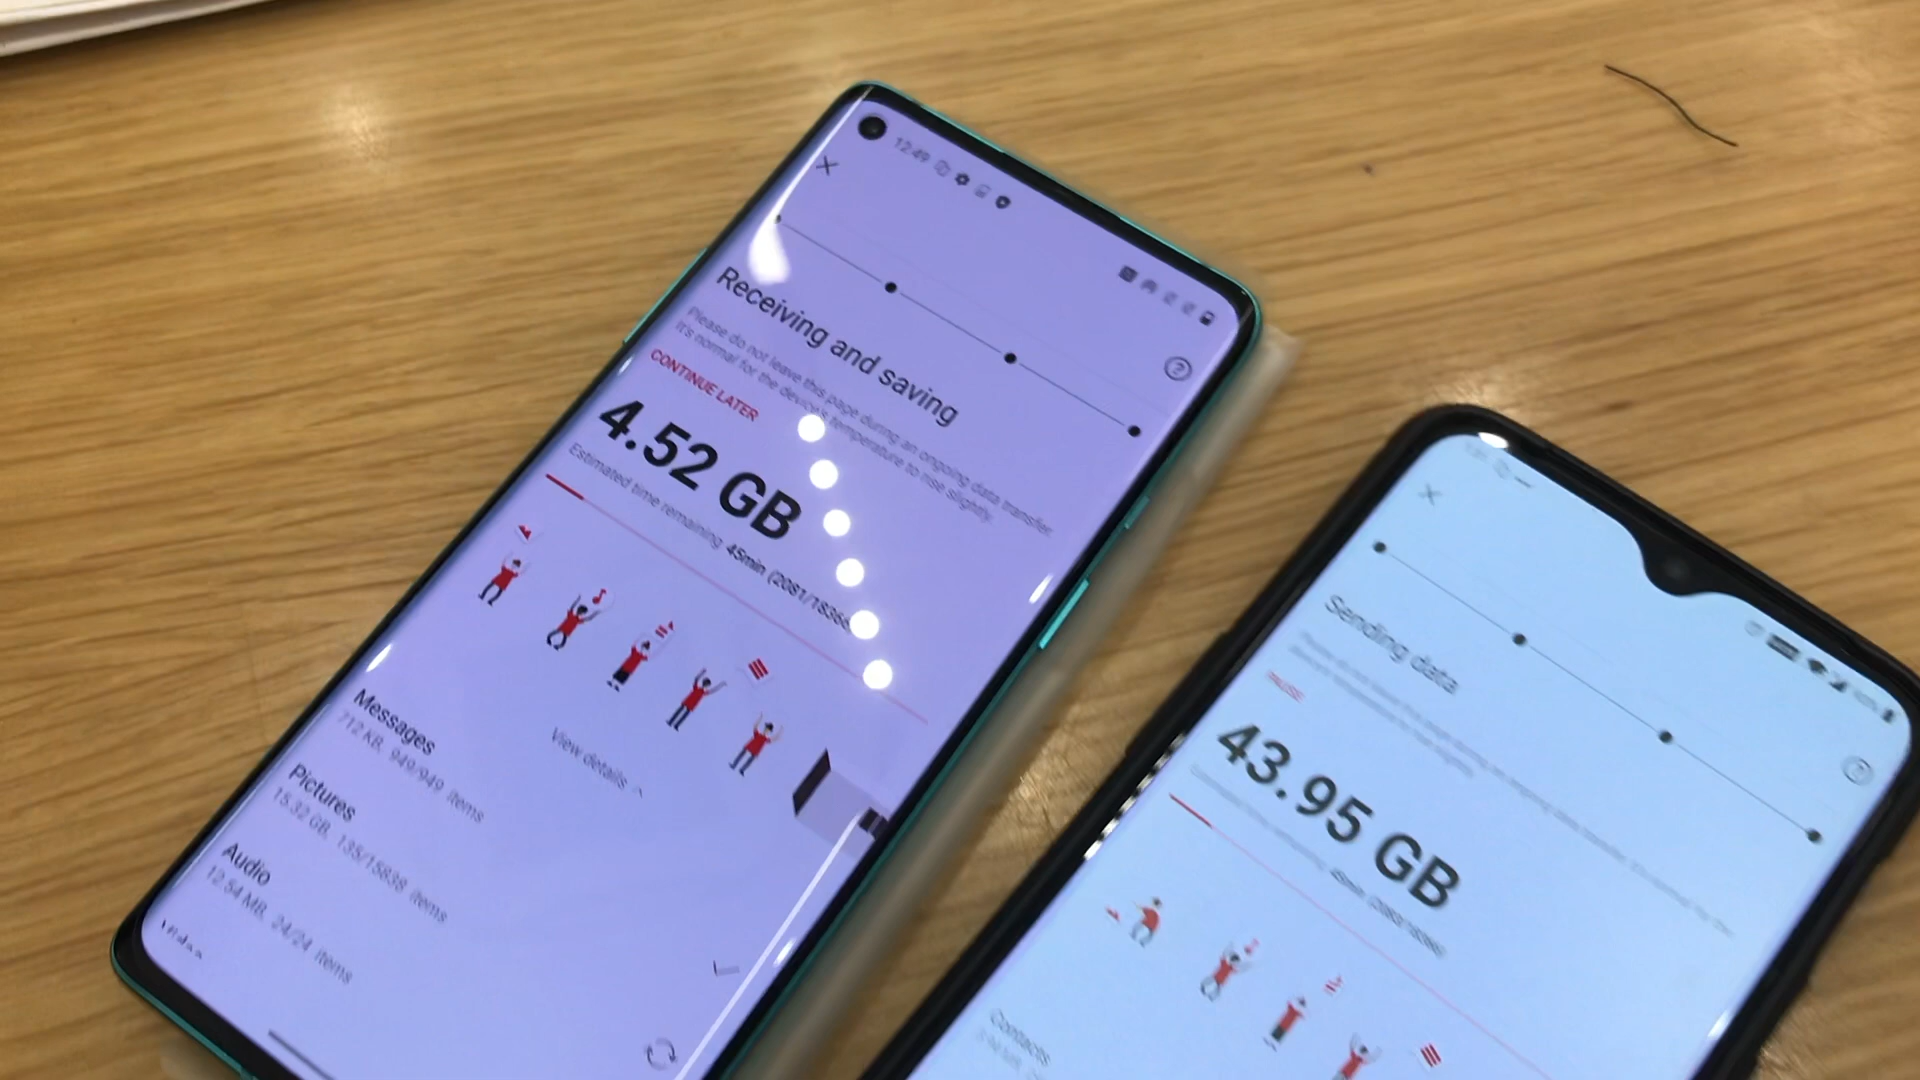 12:49
Receiving and saving
Please do not leave this page during an ongoing data transfer.
It's normal for the device's temperature to rise slightly.
CONTINUE LATER
4.52 GB
Estimated time remaining 45min
View details
Messages
712 KB, 949/949 items
Pictures
15.32 GB, 135/15838 items
Audio
12.54 MB, 24/24 items
Sending data
PAUSE
43.95 GB
Contacts